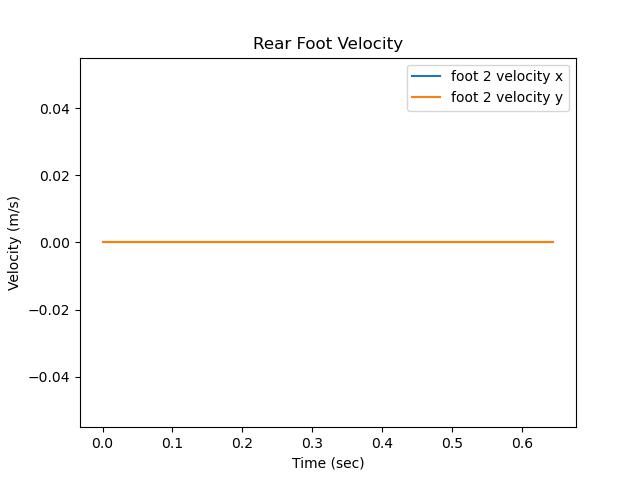 Rear Foot Velocity
foot 2 velocity x
foot 2 velocity y
0.04
0.02
0.00
−0.02
−0.04
Velocity (m/s)
0.0 0.1 0.2 0.3 0.4 0.5 0.6
Time (sec)